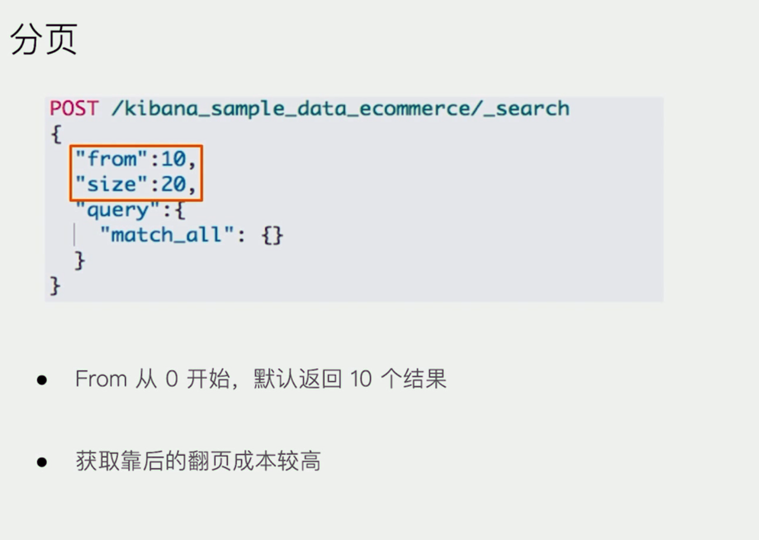 分页
POST /kibana_sample_data_ecommerce/_search
{
"from":10,
"size":20,
"query":{
"match_all": {}
}
}
From 从 0 开始，默认返回 10 个结果
获取靠后的翻页成本较高